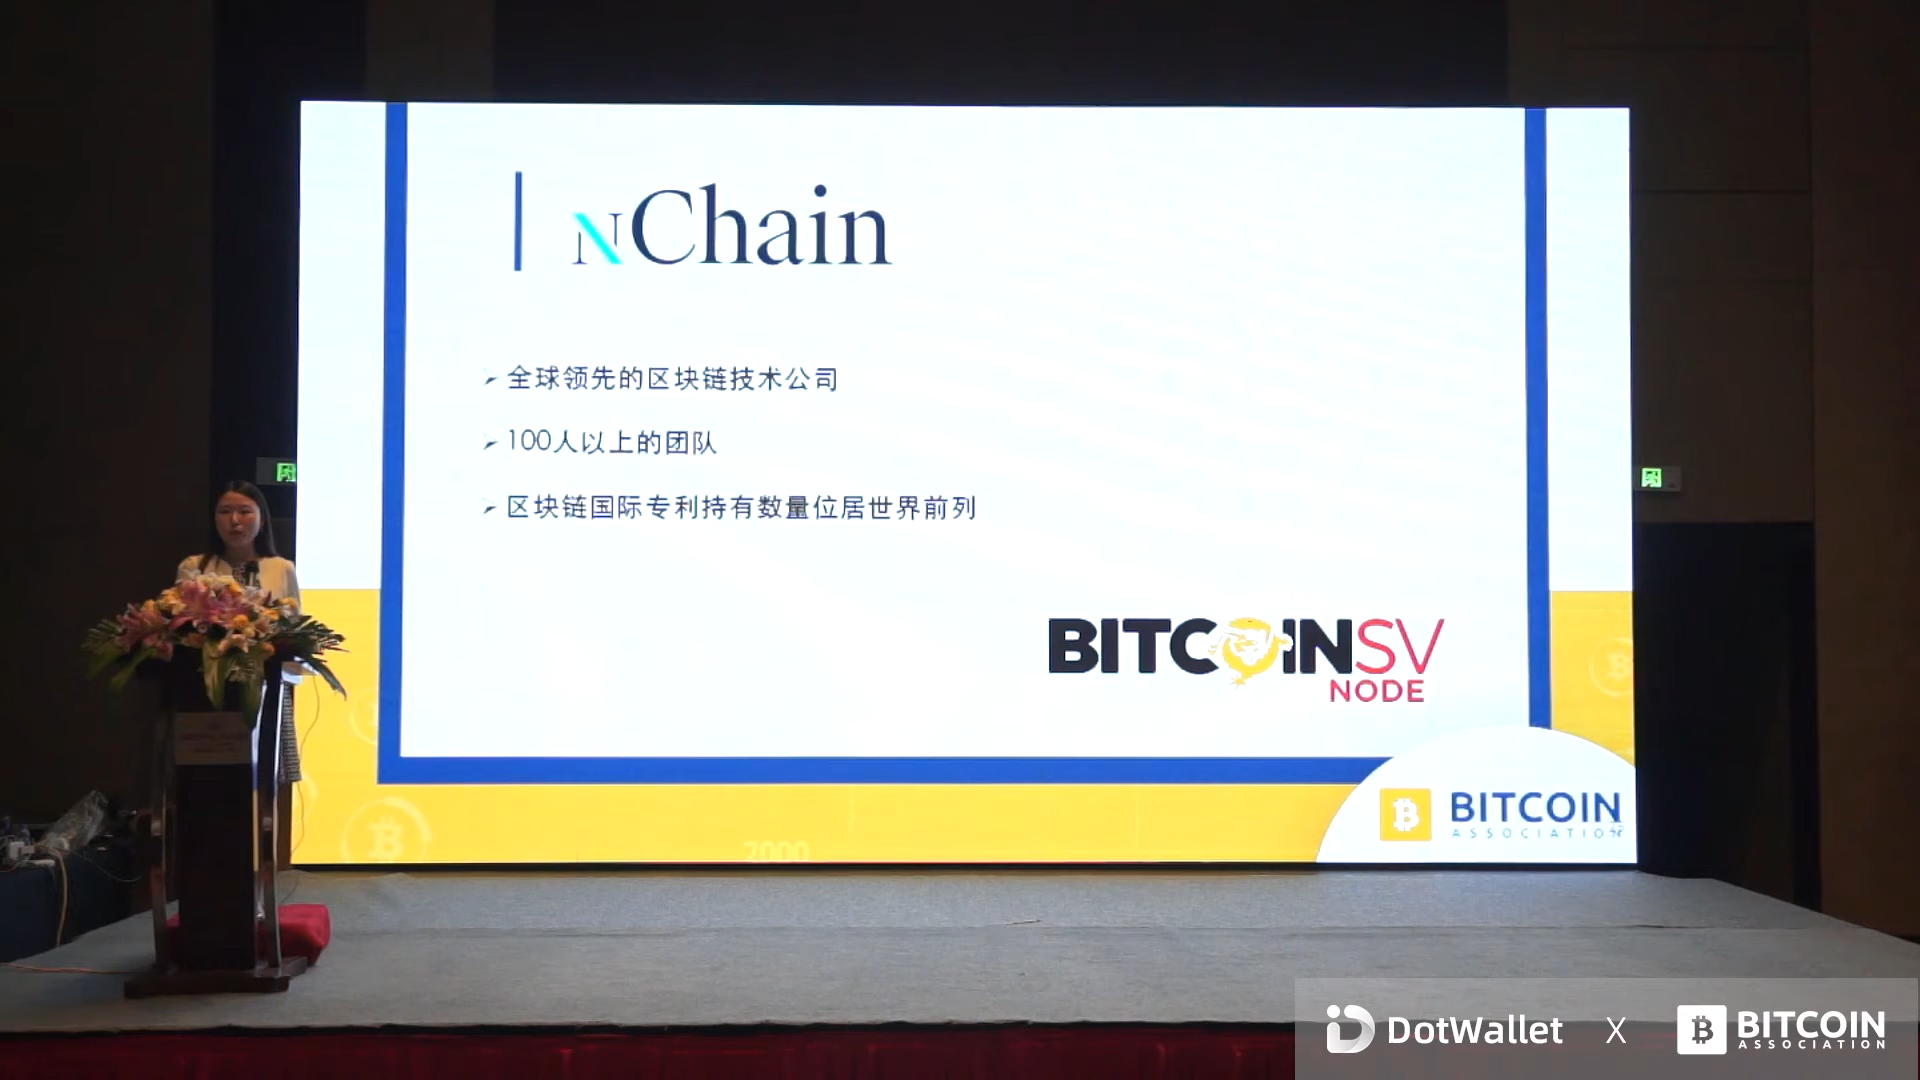 nChain
全球领先的区块链技术公司
100人以上的团队
区块链国际专利持有数量位居世界前列
BITCOINSV
NODE
BITCOIN
ASSOCIATION
2000
DotWallet X BITCOIN
ASSOCIATION